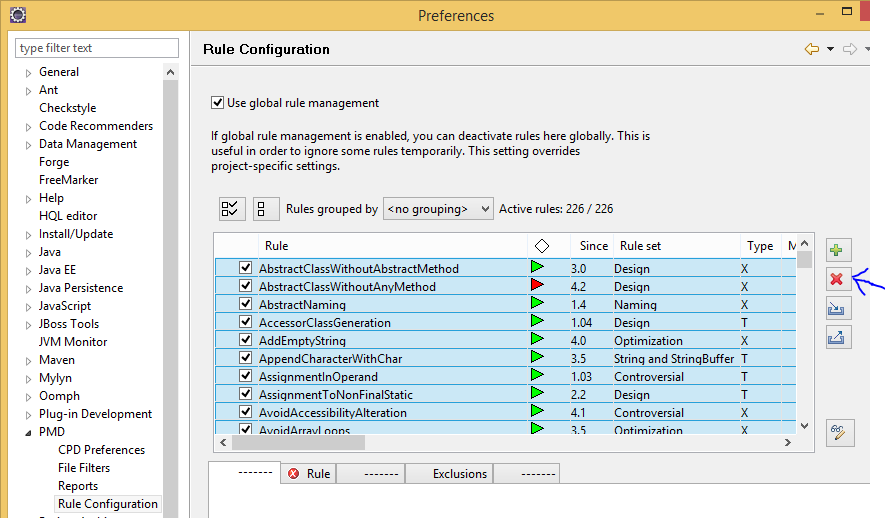 Preferences
type filter text
General
Ant
Checkstyle
Code Recommenders
Data Management
Forge
FreeMarker
Help
HQL editor
Install/Update
Java
Java EE
Java Persistence
JavaScript
JBoss Tools
JVM Monitor
Maven
Mylyn
Oomph
Plug-in Development
PMD
CPD Preferences
File Filters
Reports
Rule Configuration
Rule Configuration
Use global rule management
If global rule management is enabled, you can deactivate rules here globally. This is
useful in order to ignore some rules temporarily. This setting overrides
project-specific settings.
Rules grouped by <no grouping> Active rules: 226 / 226
Rule Since Rule set Type M
AbstractClassWithoutAbstractMethod 3.0 Design X
AbstractClassWithoutAnyMethod 4.2 Design X
AbstractNaming 1.4 Naming X
AccessorClassGeneration 1.04 Design T
AddEmptyString 4.0 Optimization X
AppendCharacterWithChar 3.5 String and StringBuffer T
AssignmentInOperand 1.03 Controversial T
AssignmentToNonFinalStatic 2.2 Design T
AvoidAccessibilityAlteration 4.1 Controversial X
AvoidArrayLoops 3.5 Optimization X
------- Rule ------- Exclusions -------